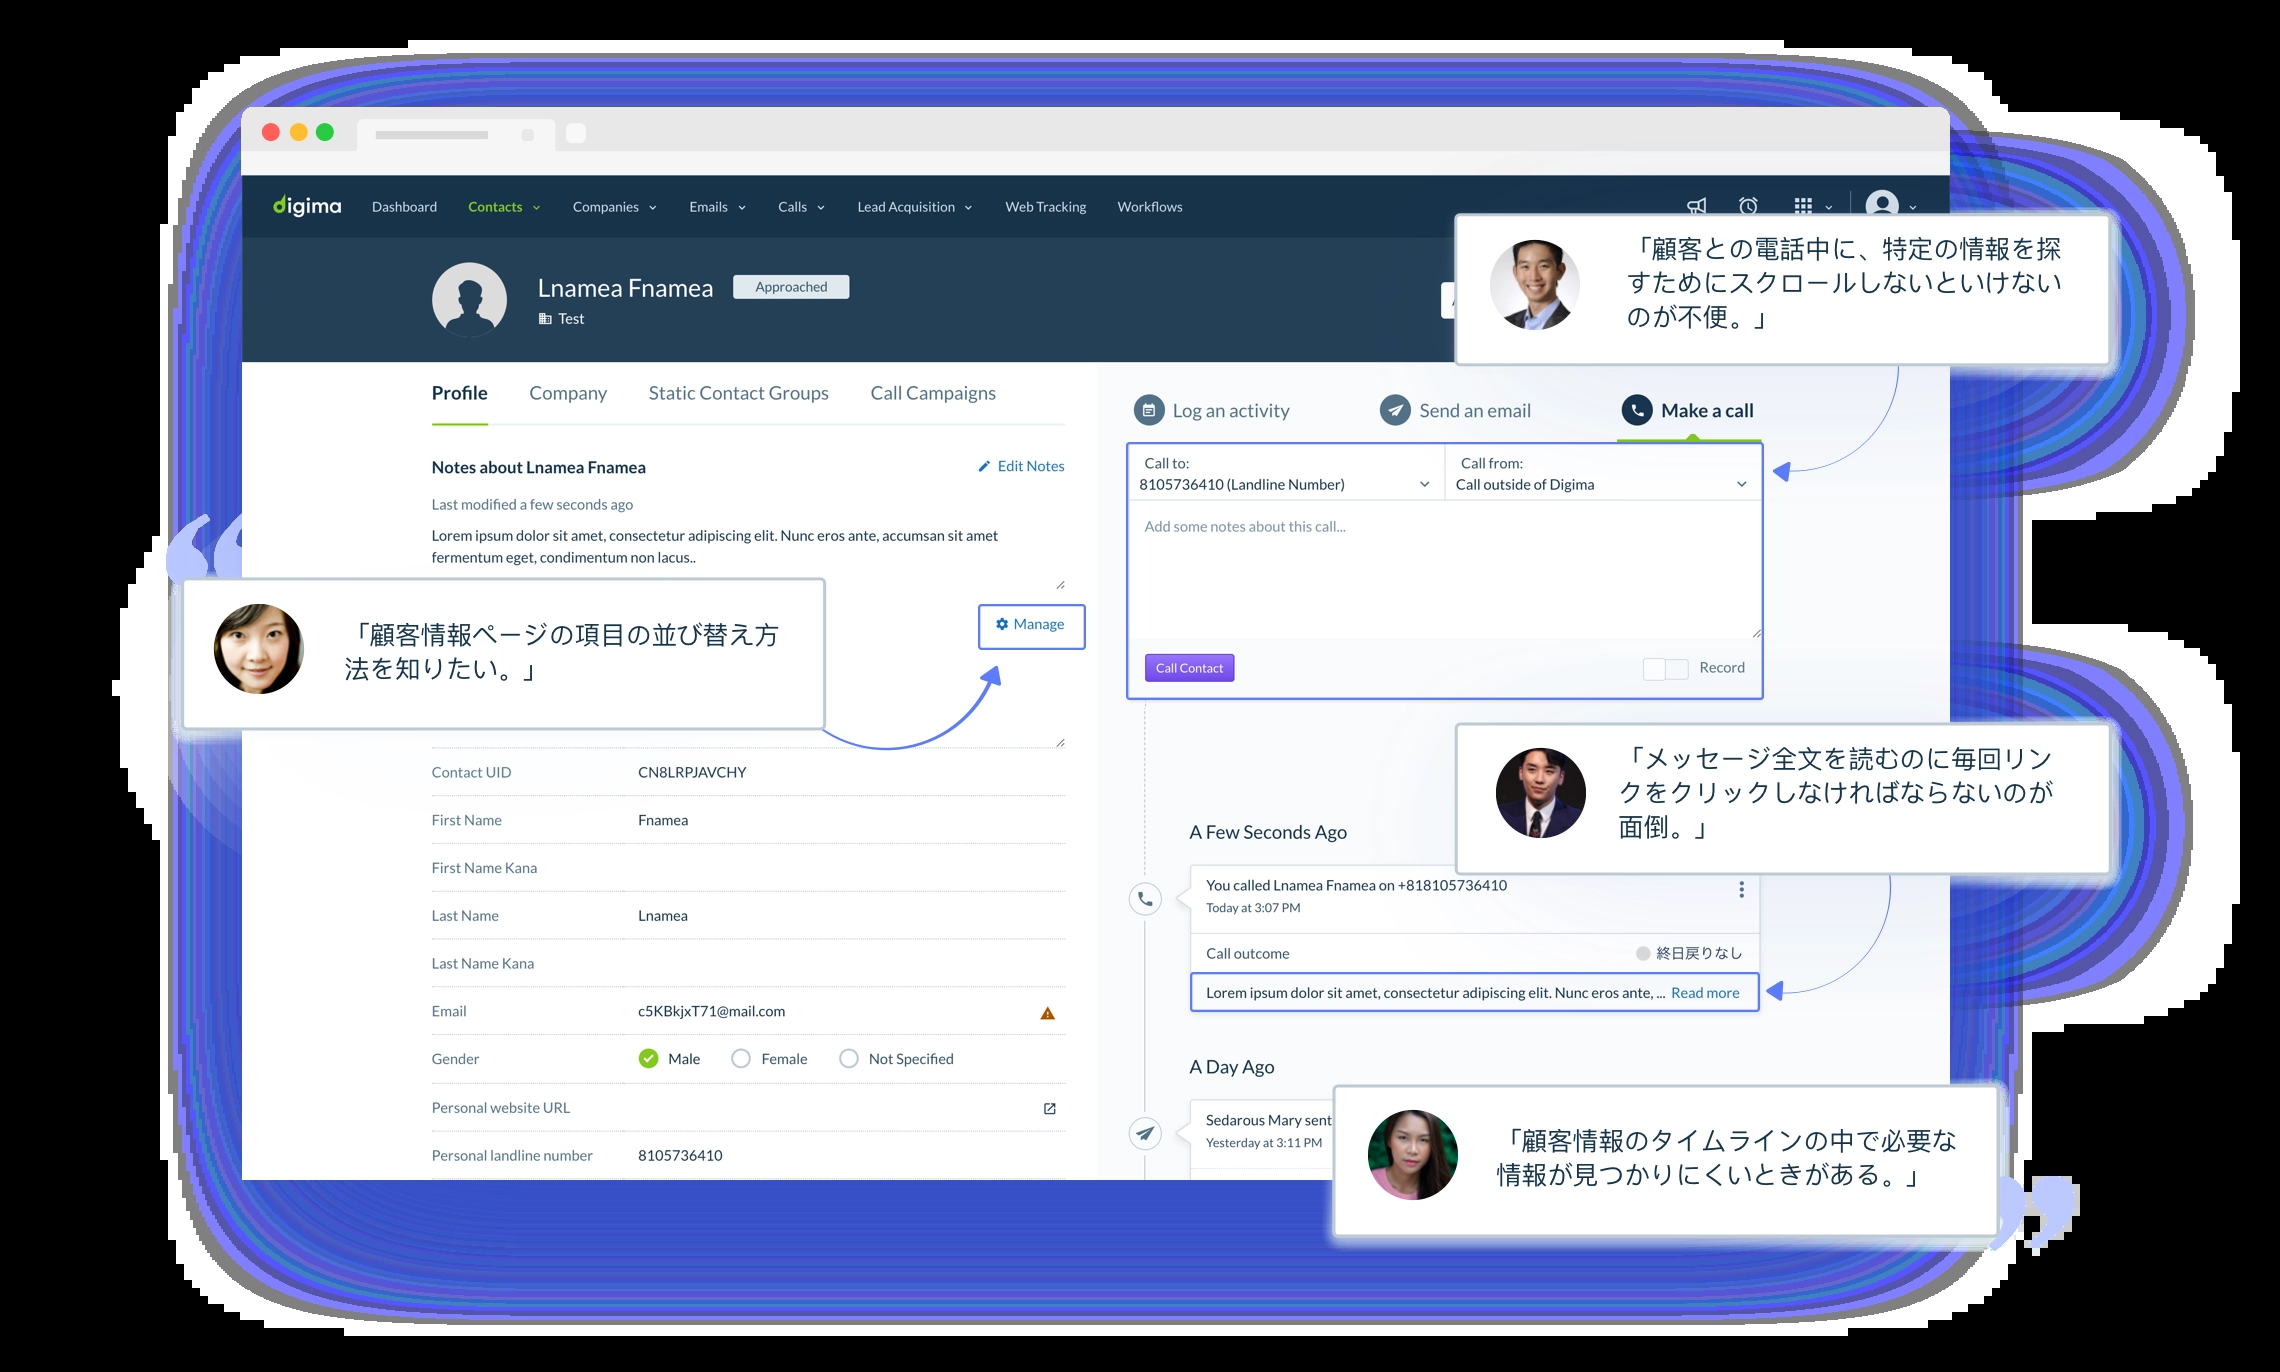 digima
Dashboard
Contacts
Companies
Emails
Calls
Lead Acquisition
Web Tracking
Workflows
Lnamea Fnamea
Approached
Test
「顧客との電話中に、特定の情報を探
すためにスクロールしないといけない
のが不便。」
Profile
Company
Static Contact Groups
Call Campaigns
Notes about Lnamea Fnamea
Edit Notes
Last modified a few seconds ago
Lorem ipsum dolor sit amet, consectetur adipiscing elit. Nunc eros ante, accumsan sit amet
fermentum eget, condimentum non lacus..
「顧客情報ページの項目の並び替え方
法を知りたい。」
Manage
Contact UID
CN8LRPJAVCHY
First Name
Fnamea
First Name Kana
Last Name
Lnamea
Last Name Kana
Email
c5KBkjxT71@mail.com
Gender
Male
Female
Not Specified
Personal website URL
Personal landline number
8105736410
Log an activity
Send an email
Make a call
Call to:
8105736410 (Landline Number)
Call from:
Call outside of Digima
Add some notes about this call...
Call Contact
Record
「メッセージ全文を読むのに毎回リン
クをクリックしなければならないのが
面倒。」
A Few Seconds Ago
You called Lnamea Fnamea on +818105736410
Today at 3:07 PM
Call outcome
終日戻りなし
Lorem ipsum dolor sit amet, consectetur adipiscing elit. Nunc eros ante, ... Read more
A Day Ago
Sedarous Mary sent
Yesterday at 3:11 PM
「顧客情報のタイムラインの中で必要な
情報が見つかりにくいときがある。」